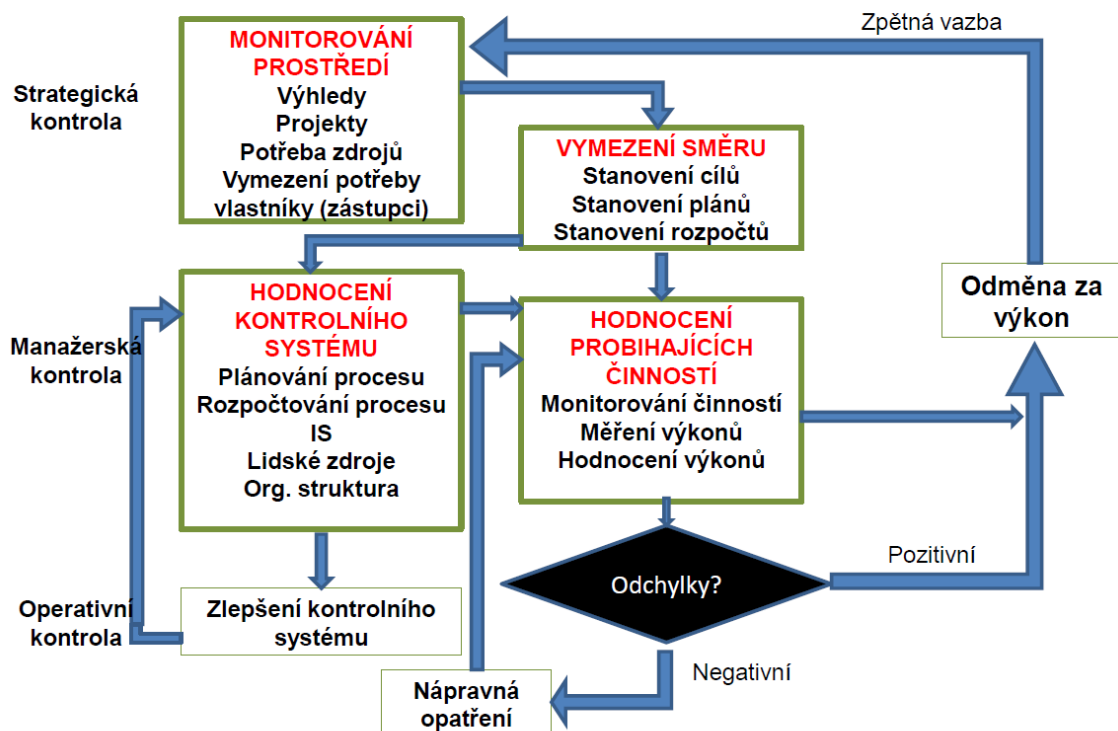 Zpětná vazba
MONITOROVÁNÍ
PROSTŘEDÍ
Výhledy
Projekty
Potřeba zdrojů
Vymezení potřeby
vlastníky (zástupci)
Strategická
kontrola
VYMEZENÍ SMĚRU
Stanovení cílů
Stanovení plánů
Stanovení rozpočtů
Manažerská
kontrola
HODNOCENÍ
KONTROLNÍHO
SYSTÉMU
Plánování procesu
Rozpočtování procesu
IS
Lidské zdroje
Org. struktura
HODNOCENÍ
PROBIHAJÍCÍCH
ČINNOSTÍ
Monitorování činností
Měření výkonů
Hodnocení výkonů
Odměna za
výkon
Odchylky?
Pozitivní
Operativní
kontrola
Zlepšení kontrolního
systému
Negativní
Nápravná
opatření